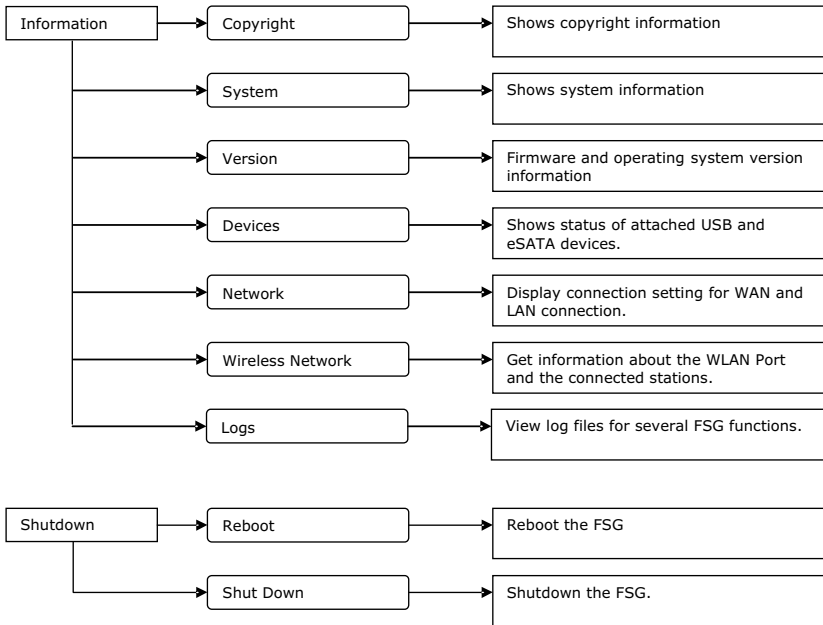 Information
Copyright
Shows copyright information
System
Shows system information
Version
Firmware and operating system version
information
Devices
Shows status of attached USB and
eSATA devices.
Network
Display connection setting for WAN and
LAN connection.
Wireless Network
Get information about the WLAN Port
and the connected stations.
Logs
View log files for several FSG functions.
Shutdown
Reboot
Reboot the FSG
Shut Down
Shutdown the FSG.